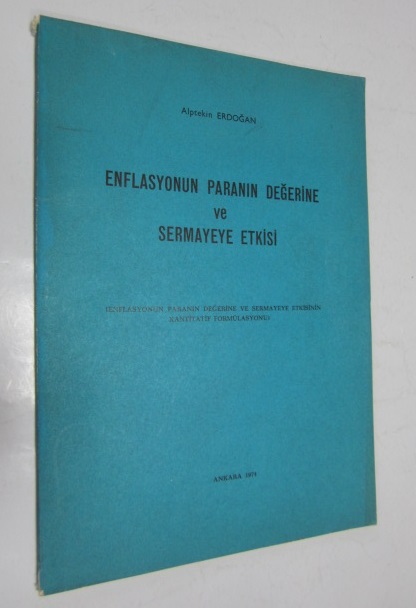 Alptekin ERDOĞAN
ENFLASYONUN PARANIN DEĞERİNE
ve
SERMAYEYE ETKİSİ
(ENFLASYONUN PARANIN DEĞERİNE VE SERMAYEYE ETKİSİNİN
KANTİTATİF FORMÜLASYONU)
ANKARA 1974